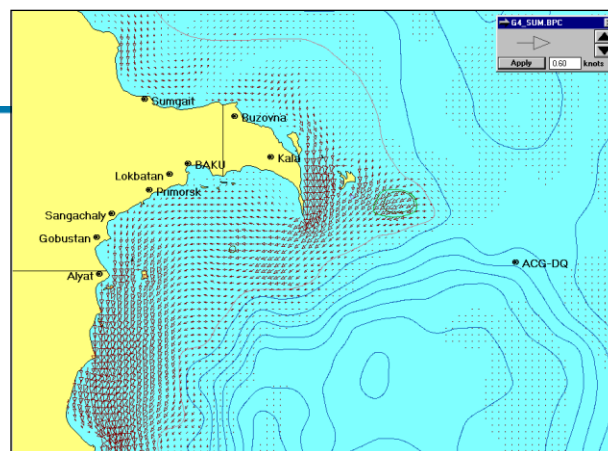 G4_SUM.BPC
Apply 0.60 knots
Sumgait
Buzovna
BAKU
Kala
Lokbatan
Primorsk
Sangachaly
Gobustan
Alyat
ACG-DQ